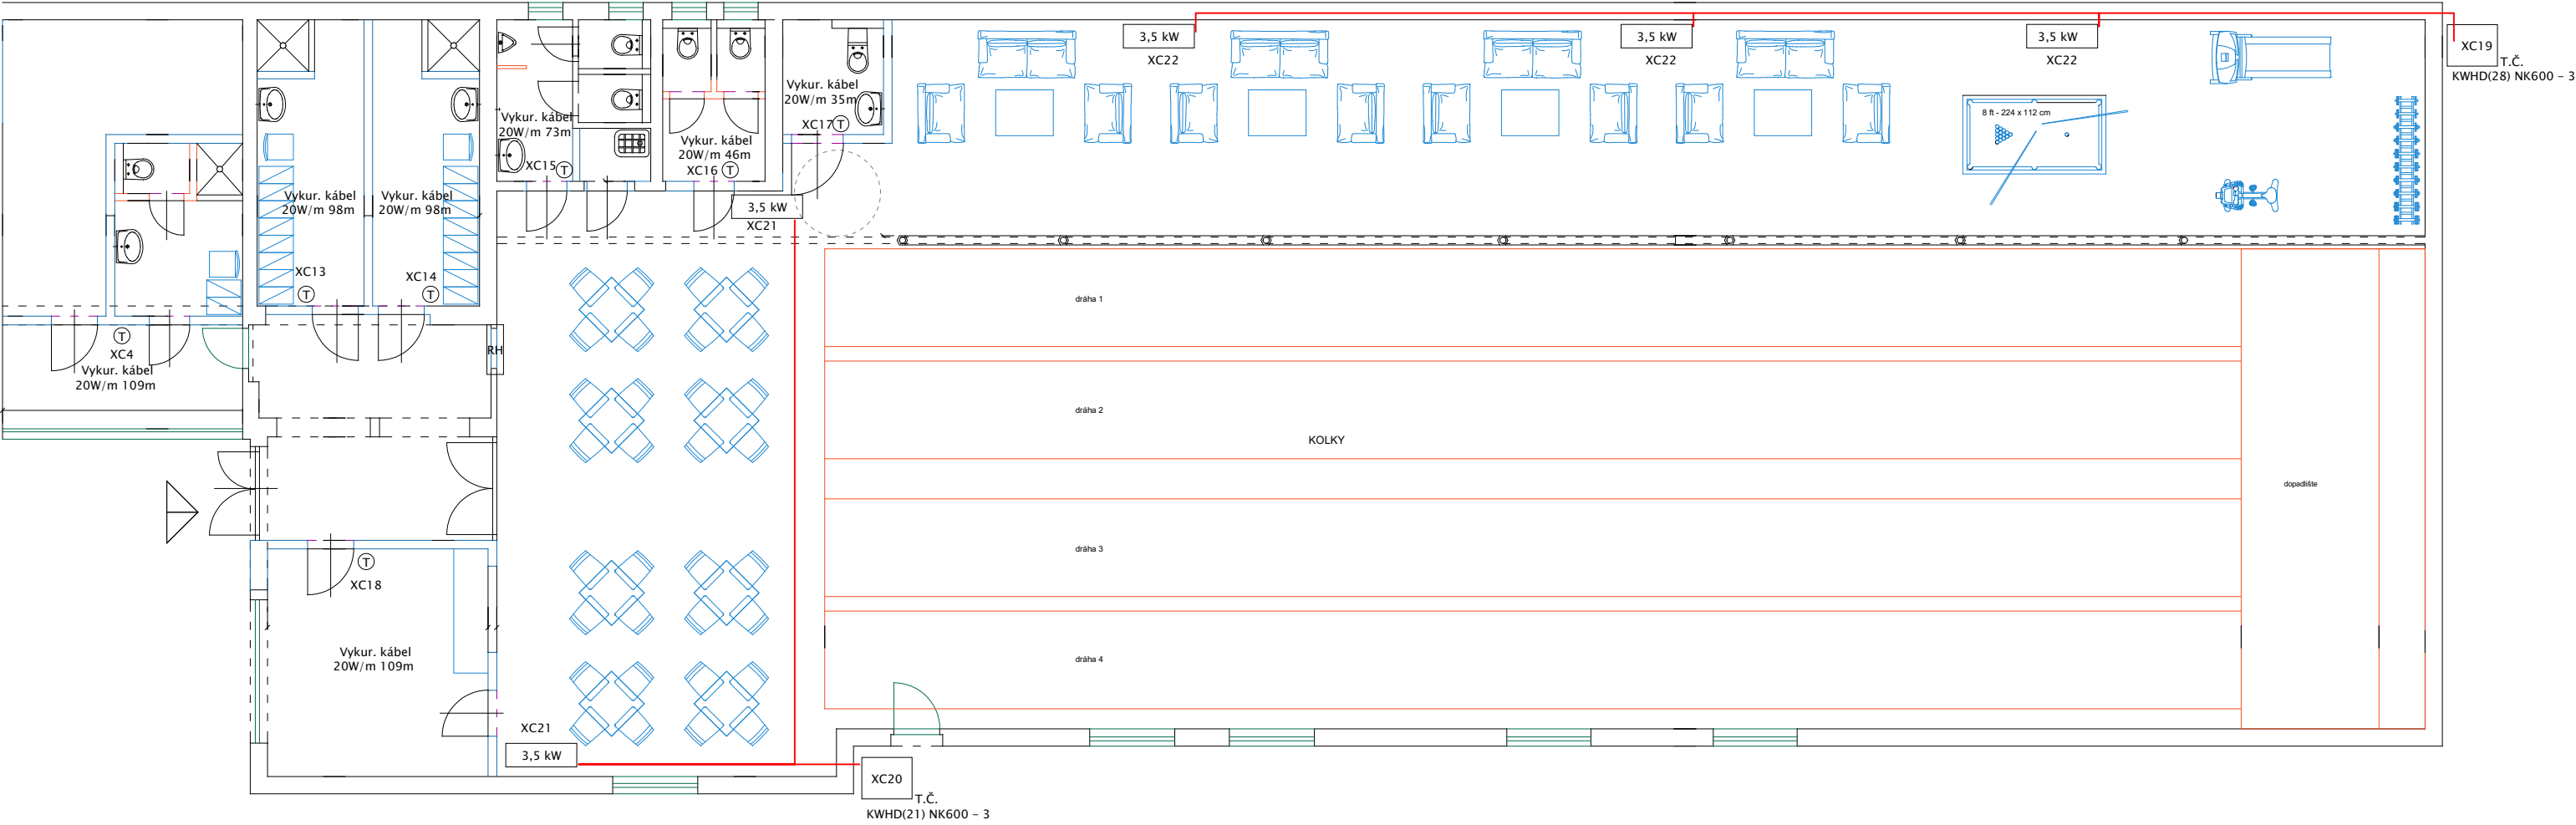 3,5 kW
XC22
3,5 kW
XC22
3,5 kW
XC22
XC19
T.Č.
KWHD(28) NK600 – 3
Vykur. kábel
20W/m 35m
XC17 T
Vykur. kábel
20W/m 73m
XC15 T
Vykur. kábel
20W/m 46m
XC16 T
8 ft - 224 x 112 cm
Vykur. kábel
20W/m 98m
Vykur. kábel
20W/m 98m
3,5 kW
XC21
XC13
T
XC14
T
T
XC4
Vykur. kábel
20W/m 109m
RH
dráha 1
dráha 2
KOLKY
dopadlište
dráha 3
dráha 4
T
XC18
Vykur. kábel
20W/m 109m
XC21
3,5 kW
XC20
T.Č.
KWHD(21) NK600 – 3